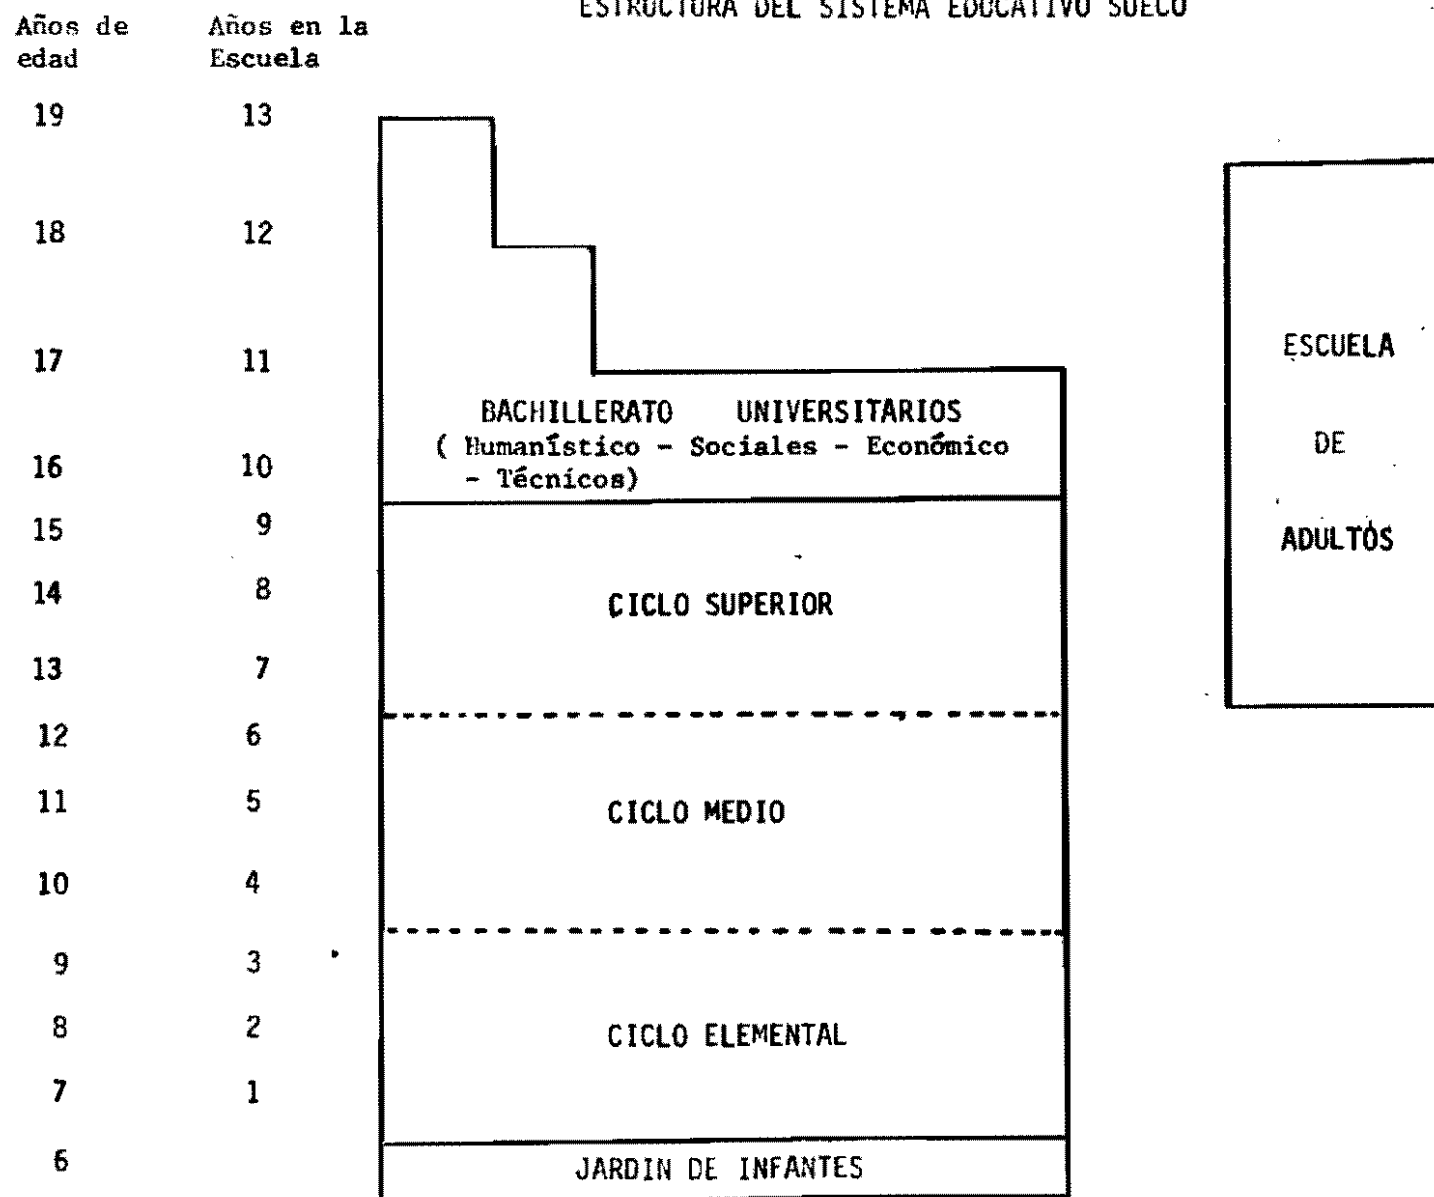 ESTRUCTURA DEL SISTEMA EDUCATIVO SUECO
Años de edad
Años en la Escuela
19 13
18 12
17 11
BACHILLERATO UNIVERSITARIOS
( Humanístico - Sociales - Económico
16 10
- Técnicos)
15 9
14 8
CICLO SUPERIOR
13 7
12 6
11 5
CICLO MEDIO
10 4
9 3
8 2
CICLO ELEMENTAL
7 1
6
JARDIN DE INFANTES
ESCUELA
DE
ADULTOS